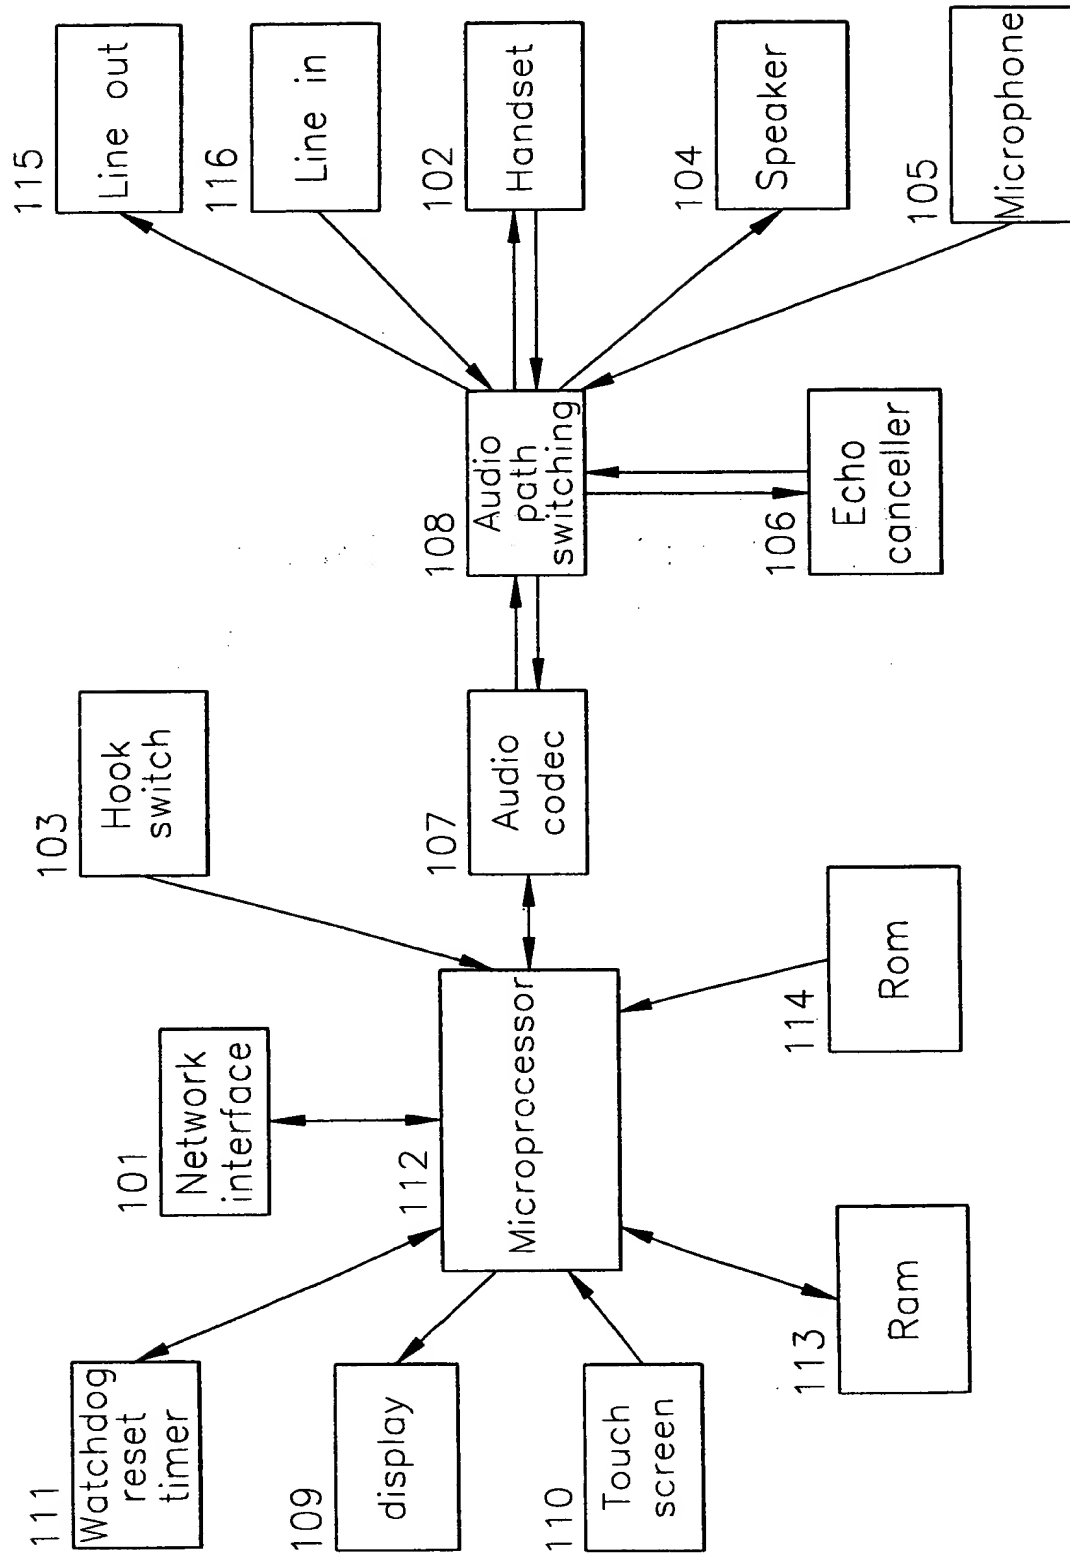 111
Watchdog
reset
timer
101
Network
interface
103
Hook
switch
115
Line out
116
Line in
109
display
112
Microprocessor
107
Audio
codec
108
Audio
path
switching
102
Handset
110
Touch
screen
104
Speaker
113
Ram
114
Rom
106
Echo
canceller
105
Microphone